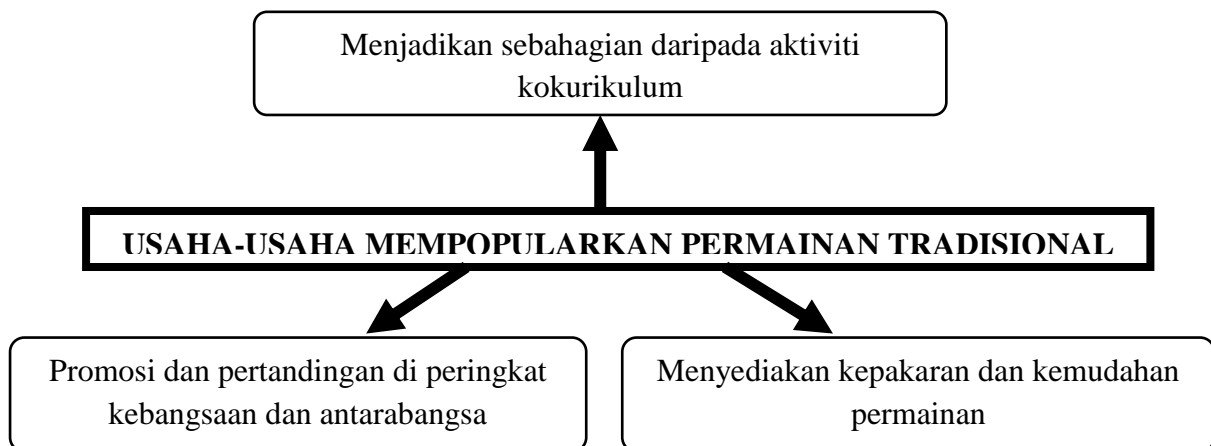 Menjadikan sebahagian daripada aktiviti
kokurikulum
USAHA-USAHA MEMPOPULARKAN PERMAINAN TRADISIONAL
Promosi dan pertandingan di peringkat
kebangsaan dan antarabangsa
Menyediakan kepakaran dan kemudahan
permainan